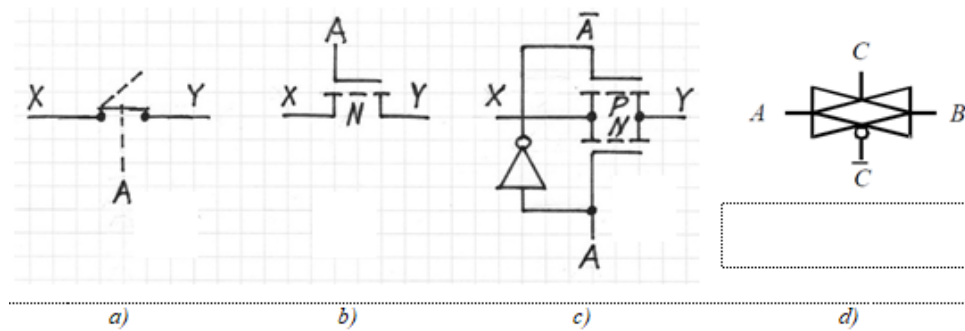 X Y A
A X N Y
Ā X P N Y A
C A B C̄
a) b) c) d)